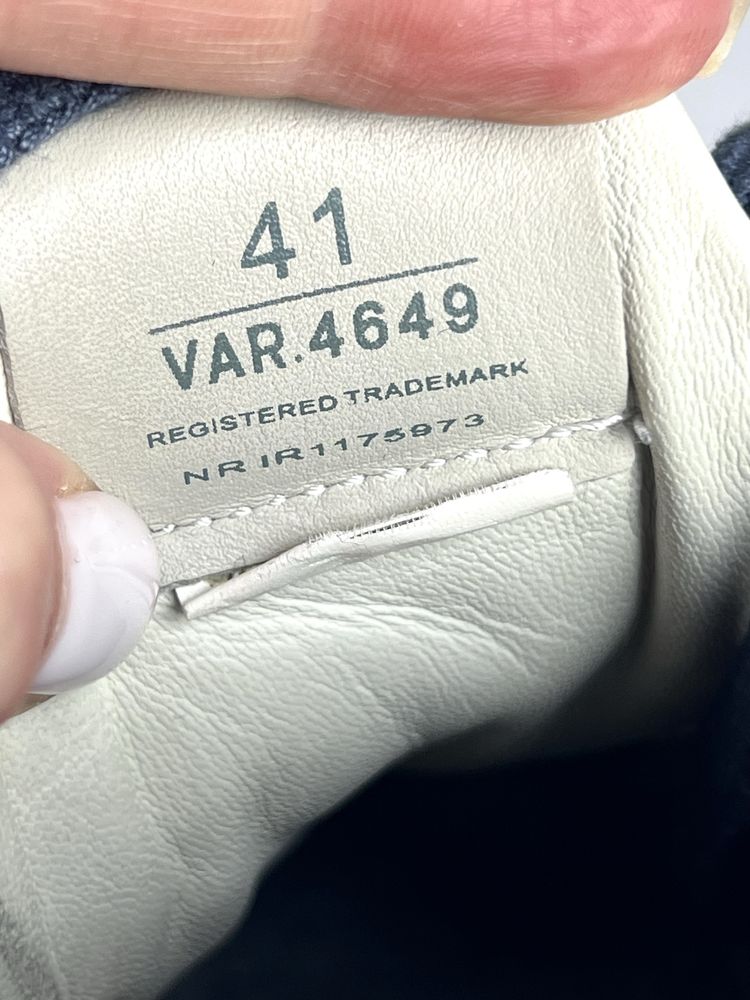 41
VAR.4649
REGISTERED TRADEMARK
NR IR1175973